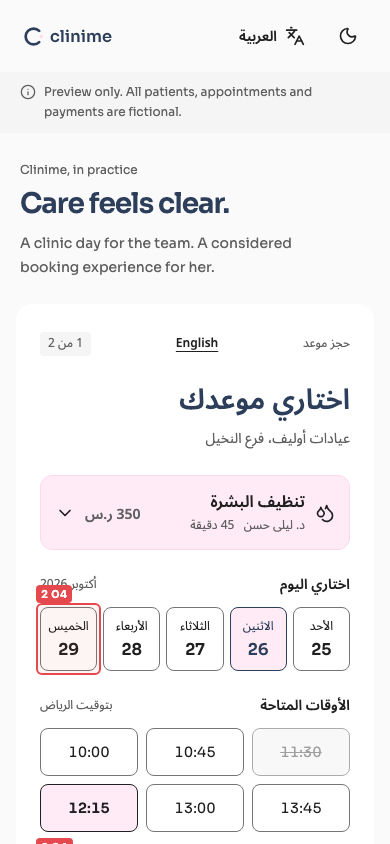 clinime
العربية
Preview only. All patients, appointments and
payments are fictional.
Clinime, in practice
Care feels clear.
A clinic day for the team. A considered
booking experience for her.
حجز موعد
English
1 من 2
اختاري موعدك
عيادات أوليف، فرع النخيل
تنظيف البشرة
د. ليلى حسن 45 دقيقة
350 ر.س
اختاري اليوم
أكتوبر 2026
2 04
الأحد
25
الاثنين
26
الثلاثاء
27
الأربعاء
28
الخميس
29
الأوقات المتاحة
بتوقيت الرياض
11:30
10:45
10:00
13:45
13:00
12:15